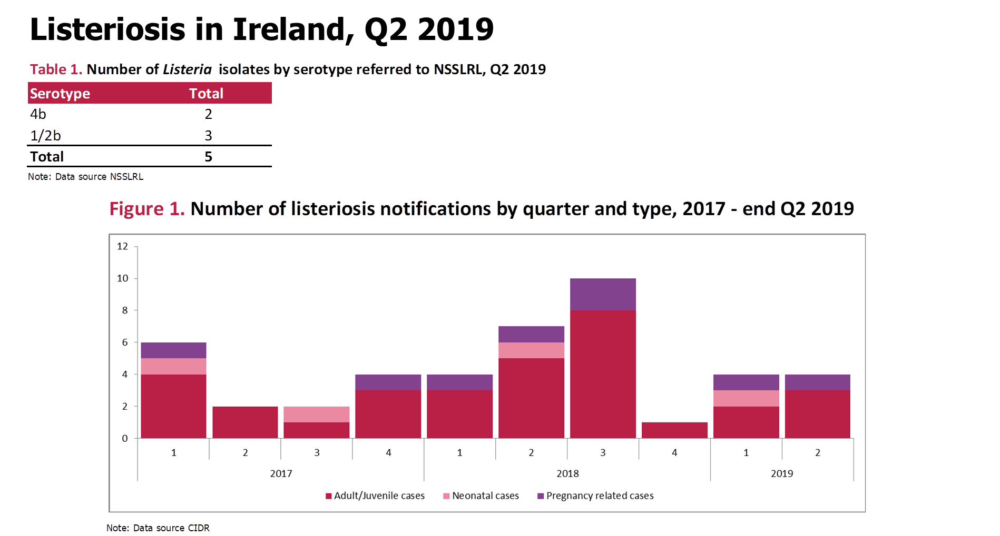 Listeriosis in Ireland, Q2 2019
Table 1. Number of Listeria isolates by serotype referred to NSSLRL, Q2 2019
Serotype Total
4b 2
1/2b 3
Total 5
Note: Data source NSSLRL
Figure 1. Number of listeriosis notifications by quarter and type, 2017 - end Q2 2019
12
10
8
6
4
2
0
1 2 3 4 1 2 3 4 1 2
2017 2018 2019
Adult/Juvenile cases Neonatal cases Pregnancy related cases
Note: Data source CIDR